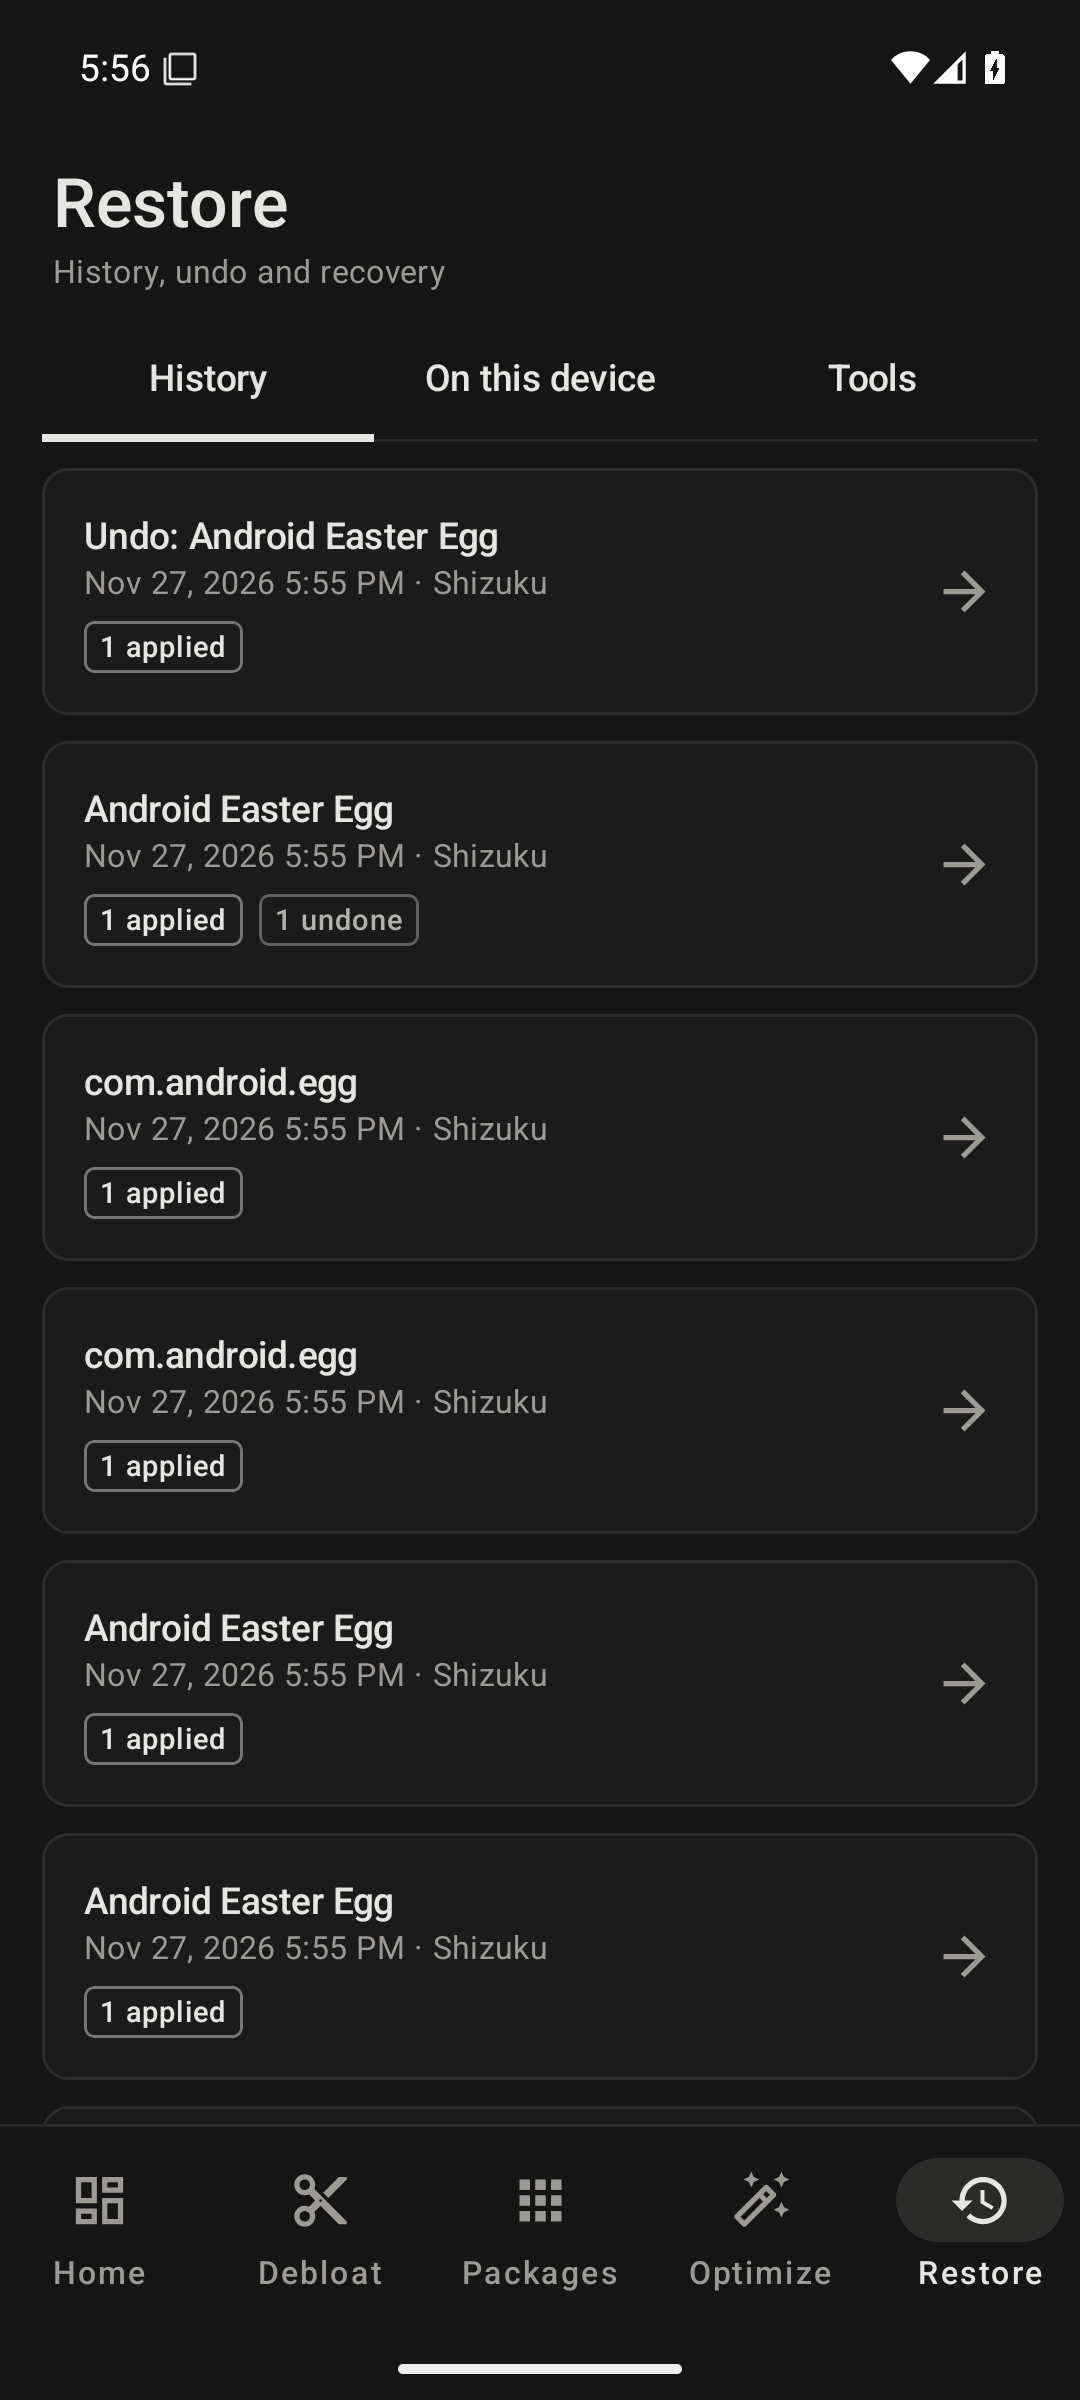 5:56
Restore
History, undo and recovery
History
On this device
Tools
Undo: Android Easter Egg
Nov 27, 2026 5:55 PM · Shizuku
1 applied
Android Easter Egg
Nov 27, 2026 5:55 PM · Shizuku
1 applied
1 undone
com.android.egg
Nov 27, 2026 5:55 PM · Shizuku
1 applied
com.android.egg
Nov 27, 2026 5:55 PM · Shizuku
1 applied
Android Easter Egg
Nov 27, 2026 5:55 PM · Shizuku
1 applied
Android Easter Egg
Nov 27, 2026 5:55 PM · Shizuku
1 applied
Home
Debloat
Packages
Optimize
Restore